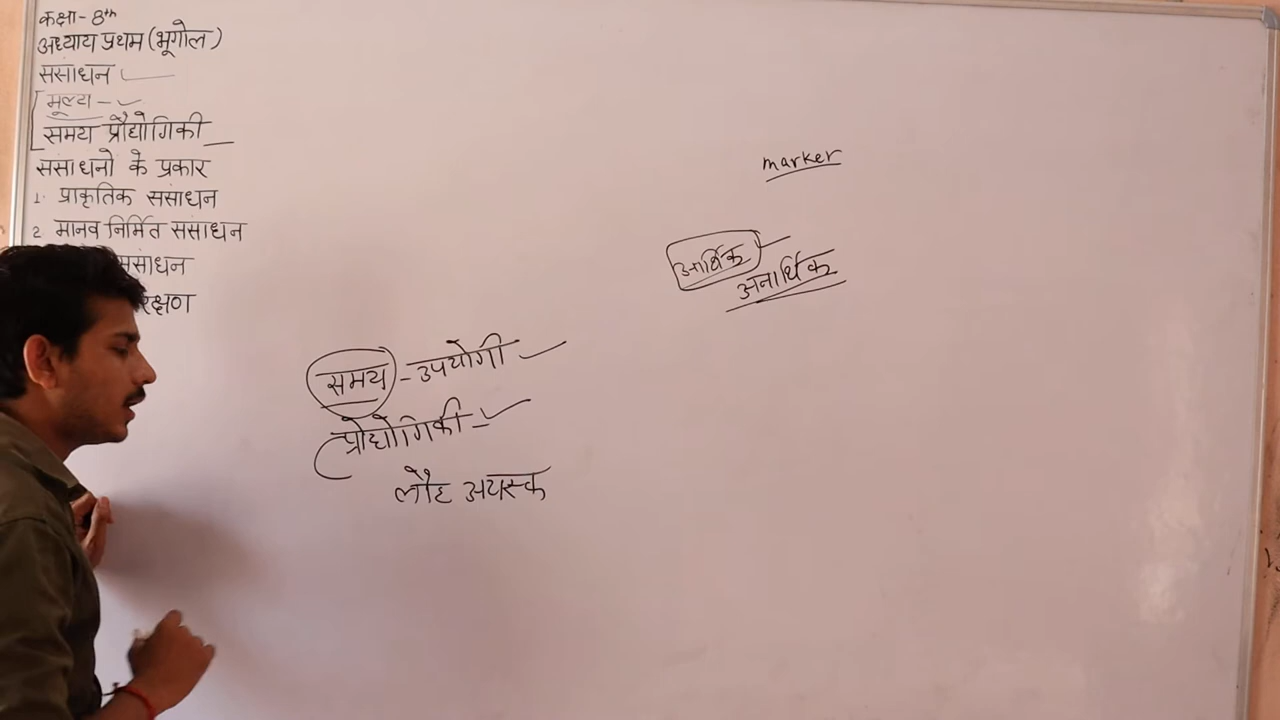 कक्षा- 8th
अध्याय प्रथम (भूगोल)
संसाधन
मूल्य -
समय प्रौद्योगिकी
संसाधनो के प्रकार
1. प्राकृतिक संसाधन
2 मानव निर्मित संसाधन
संसाधन
रक्षण
marker
आर्थिक
अनार्थिक
समय - उपयोगी
प्रोद्योगिकी -
लौह अयस्क